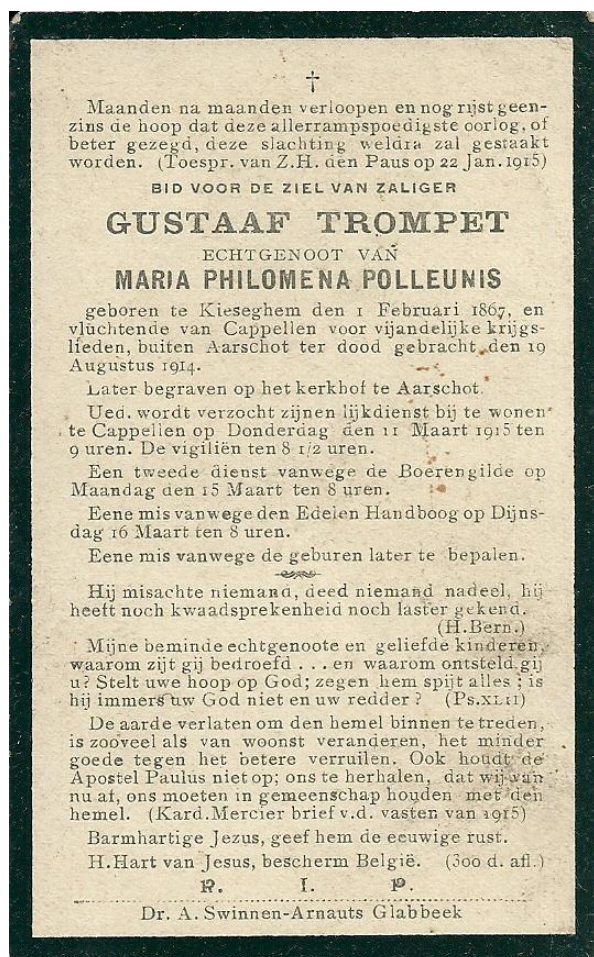 †
Maanden na maanden verloopen en nog rijst geen-
zins de hoop dat deze allerrampspoedigste oorlog, of
beter gezegd, deze slachting weldra zal gestaakt
worden. (Toespr. van Z.H. den Paus op 22 Jan. 1915)
BID VOOR DE ZIEL VAN ZALIGER
GUSTAAF TROMPET
ECHTGENOOT VAN
MARIA PHILOMENA POLLEUNIS
geboren te Kieseghem den 1 Februari 1867, en
vluchtende van Cappellen voor vijandelijke krijgs-
lieden, buiten Aarschot ter dood gebracht den 19
Augustus 1914.
Later begraven op het kerkhof te Aarschot.
Ued. wordt verzocht zijnen lijkdienst bij te wonen
te Cappellen op Donderdag den 11 Maart 1915 ten
9 uren. De vigiliën ten 8 1/2 uren.
Een tweede dienst vanwege de Boerengilde op
Maandag den 15 Maart ten 8 uren.
Eene mis vanwege den Edelen Handboog op Dijns-
dag 16 Maart ten 8 uren.
Eene mis vanwege de geburen later te bepalen.
Hij misachte niemand, deed niemand nadeel, hij
heeft noch kwaadsprekenheid noch laster gekend.
(H.Bern.)
Mijne beminde echtgenoote en geliefde kinderen,
waarom zijt gij bedroefd ... en waarom ontsteld gij
u? Stelt uwe hoop op God; zegen hem spijt alles; is
hij immers uw God niet en uw redder? (Ps.XLII)
De aarde verlaten om den hemel binnen te treden,
is zooveel als van woonst veranderen, het minder
goede tegen het betere verruilen. Ook houdt de
Apostel Paulus niet op; ons te herhalen, dat wij van
nu af, ons moeten in gemeenschap houden met den
hemel. (Kard.Mercier brief v.d. vasten van 1915)
Barmhartige Jezus, geef hem de eeuwige rust.
H.Hart van Jesus, bescherm België. (300 d. afl.)
R. I. P.
Dr. A. Swinnen-Arnauts Glabbeek